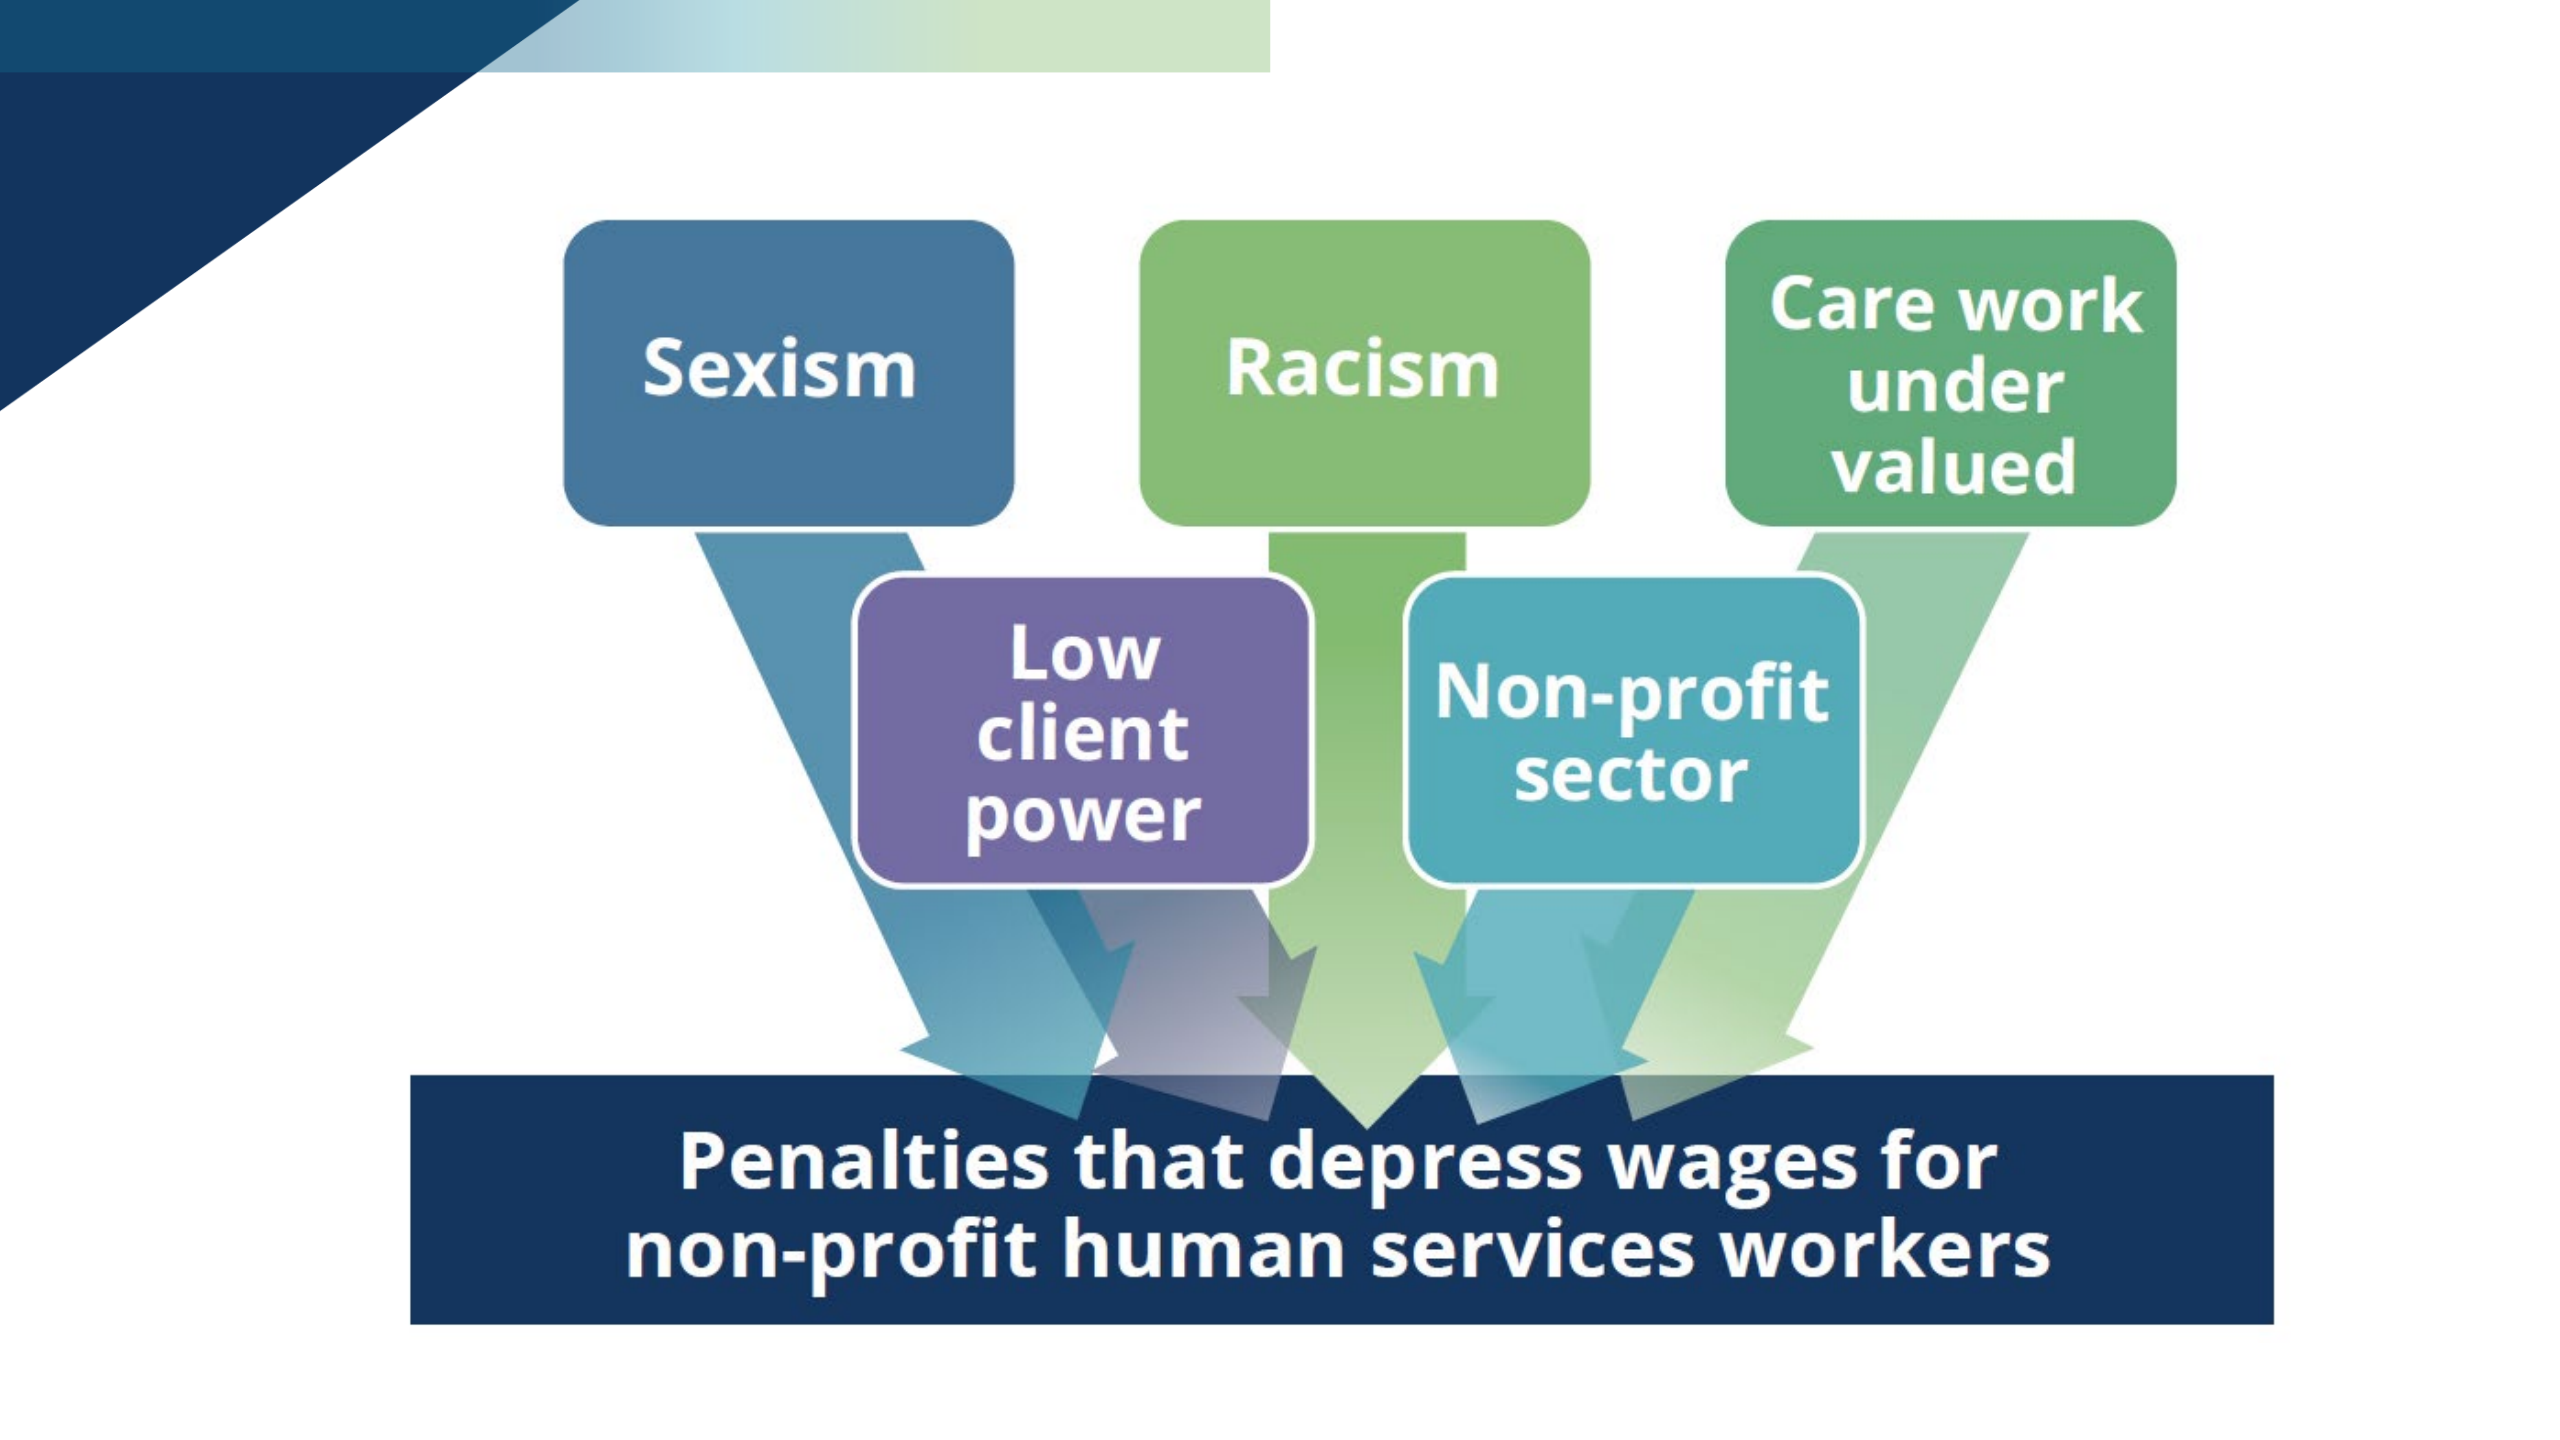 Sexism
Racism
Care work
under
valued
Low
client
power
Non-profit
sector
Penalties that depress wages for
non-profit human services workers